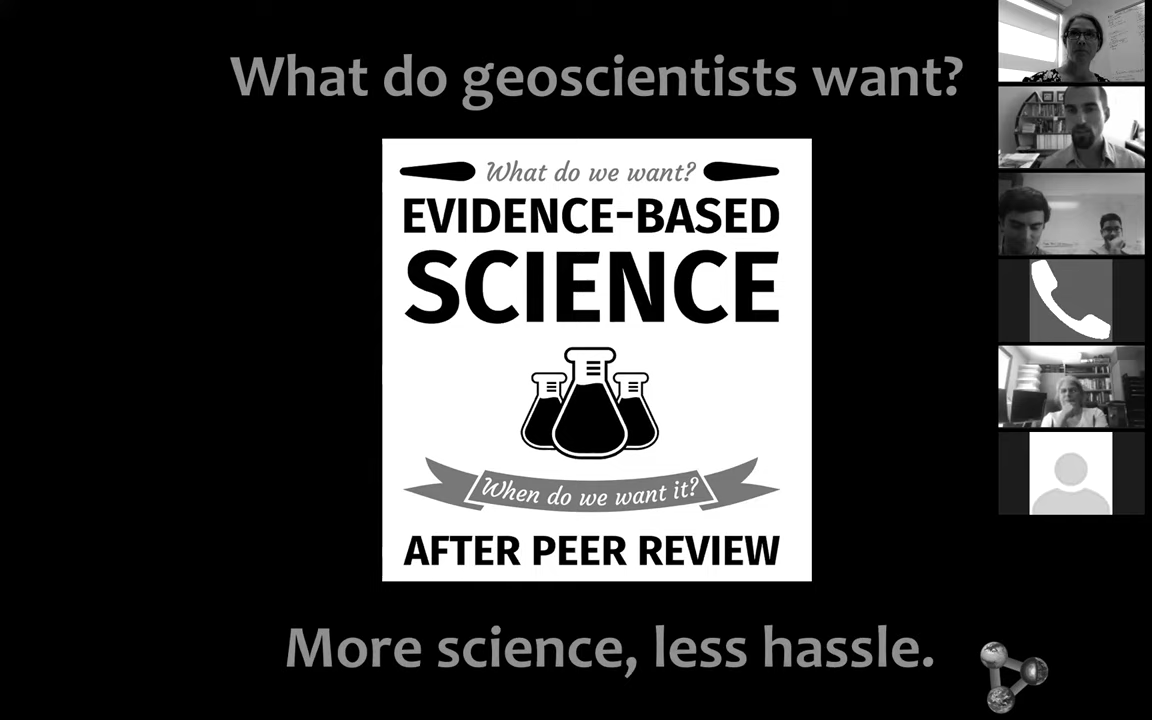 What do geoscientists want?
What do we want?
EVIDENCE-BASED
SCIENCE
When do we want it?
AFTER PEER REVIEW
More science, less hassle.